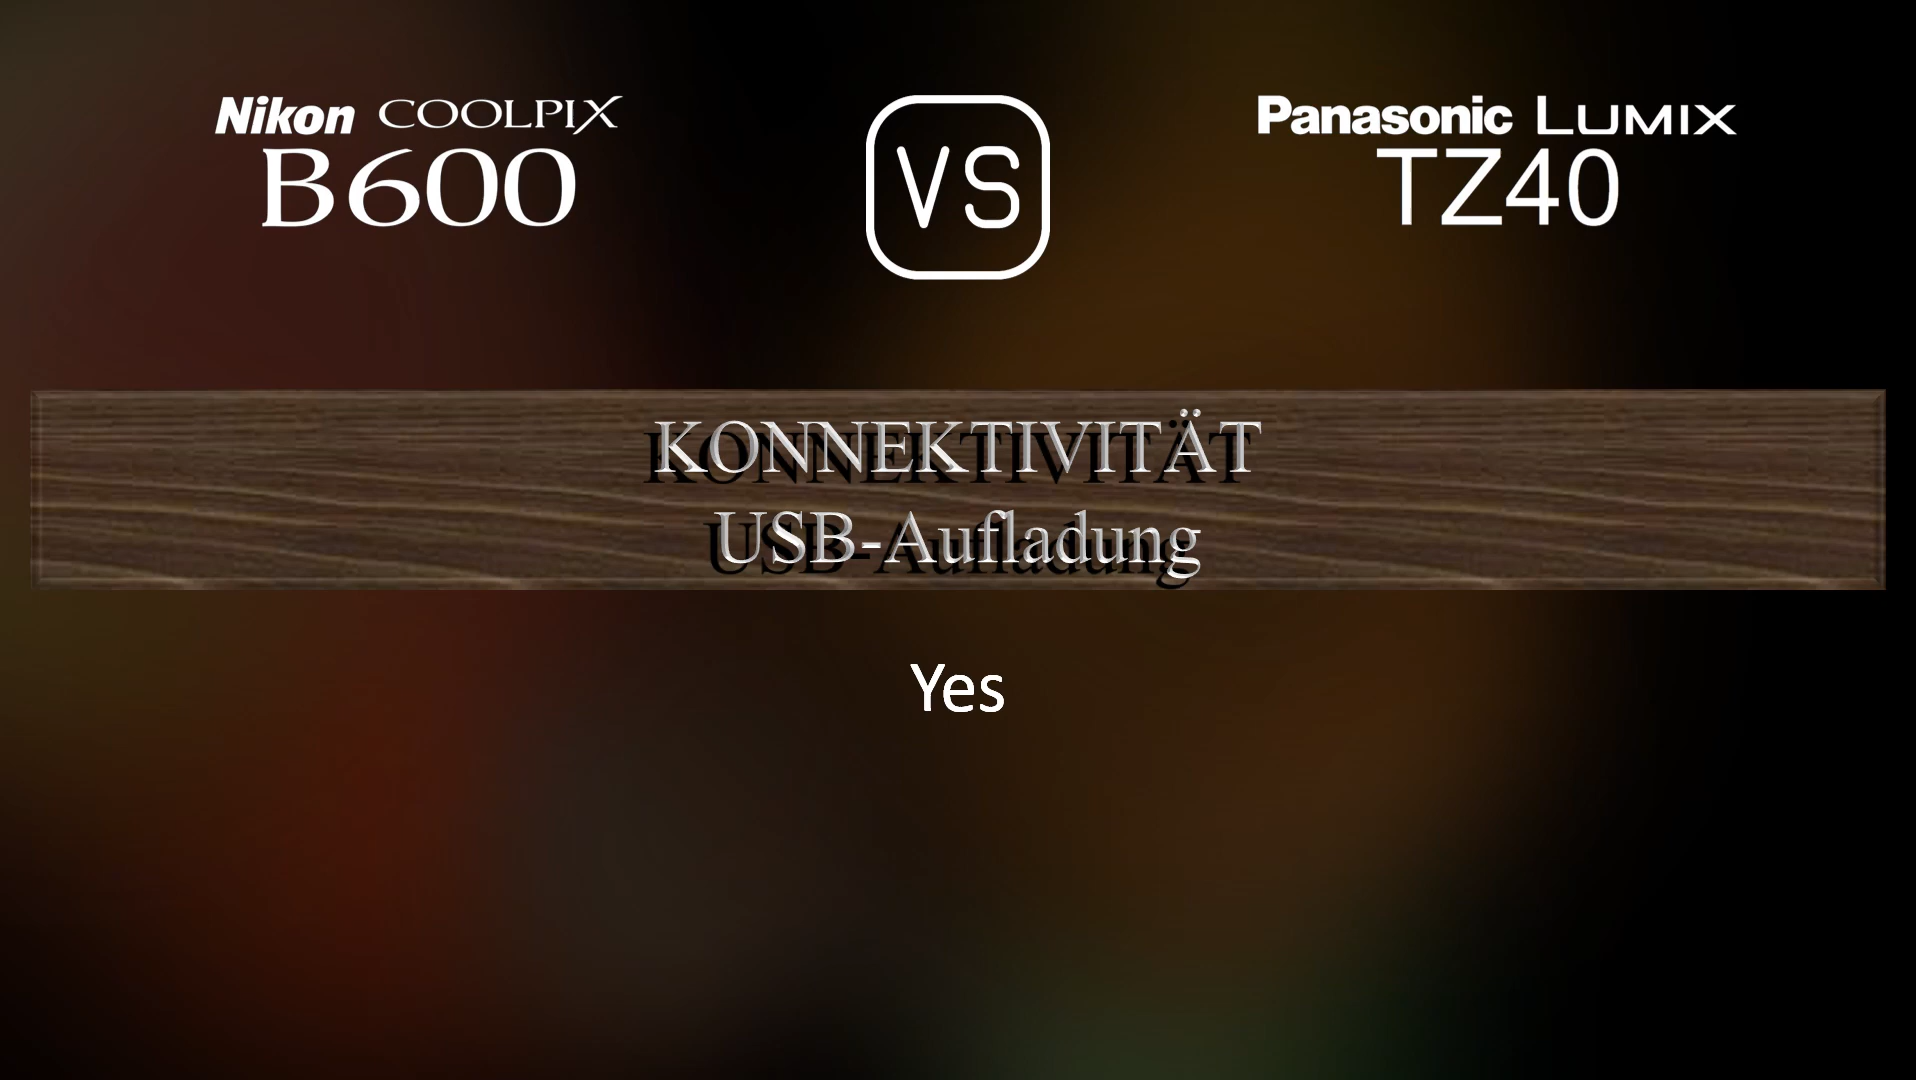 Nikon COOLPIX
B600
VS
Panasonic LUMIX
TZ40
KONNEKTIVITÄT
USB-Aufladung
Yes